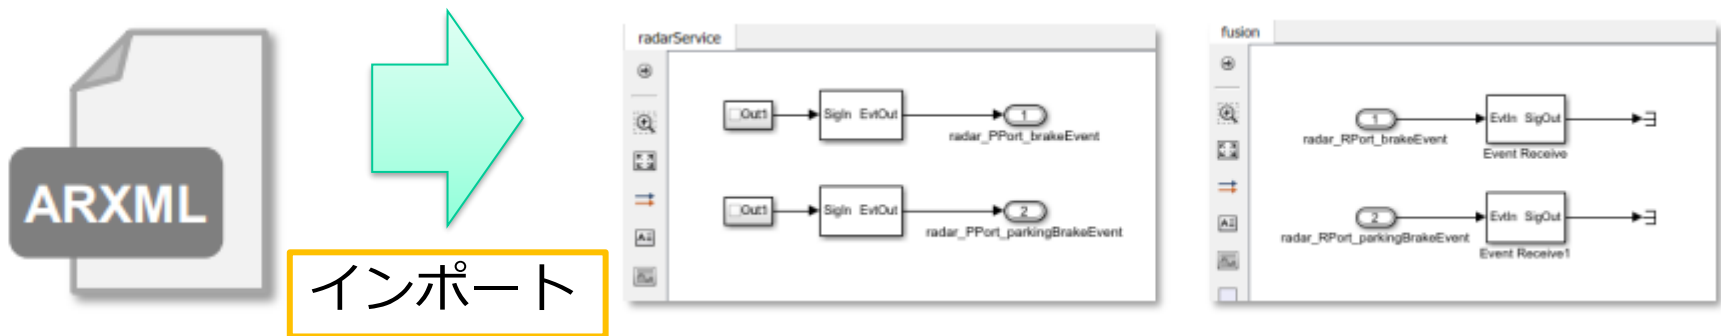 ARXML
インポート
radarService
Out1
SigIn EvtOut
1
radar_PPort_brakeEvent
Out1
SigIn EvtOut
2
radar_PPort_parkingBrakeEvent
fusion
1
radar_RPort_brakeEvent
EvtIn SigOut
Event Receive
2
radar_RPort_parkingBrakeEvent
EvtIn SigOut
Event Receive1